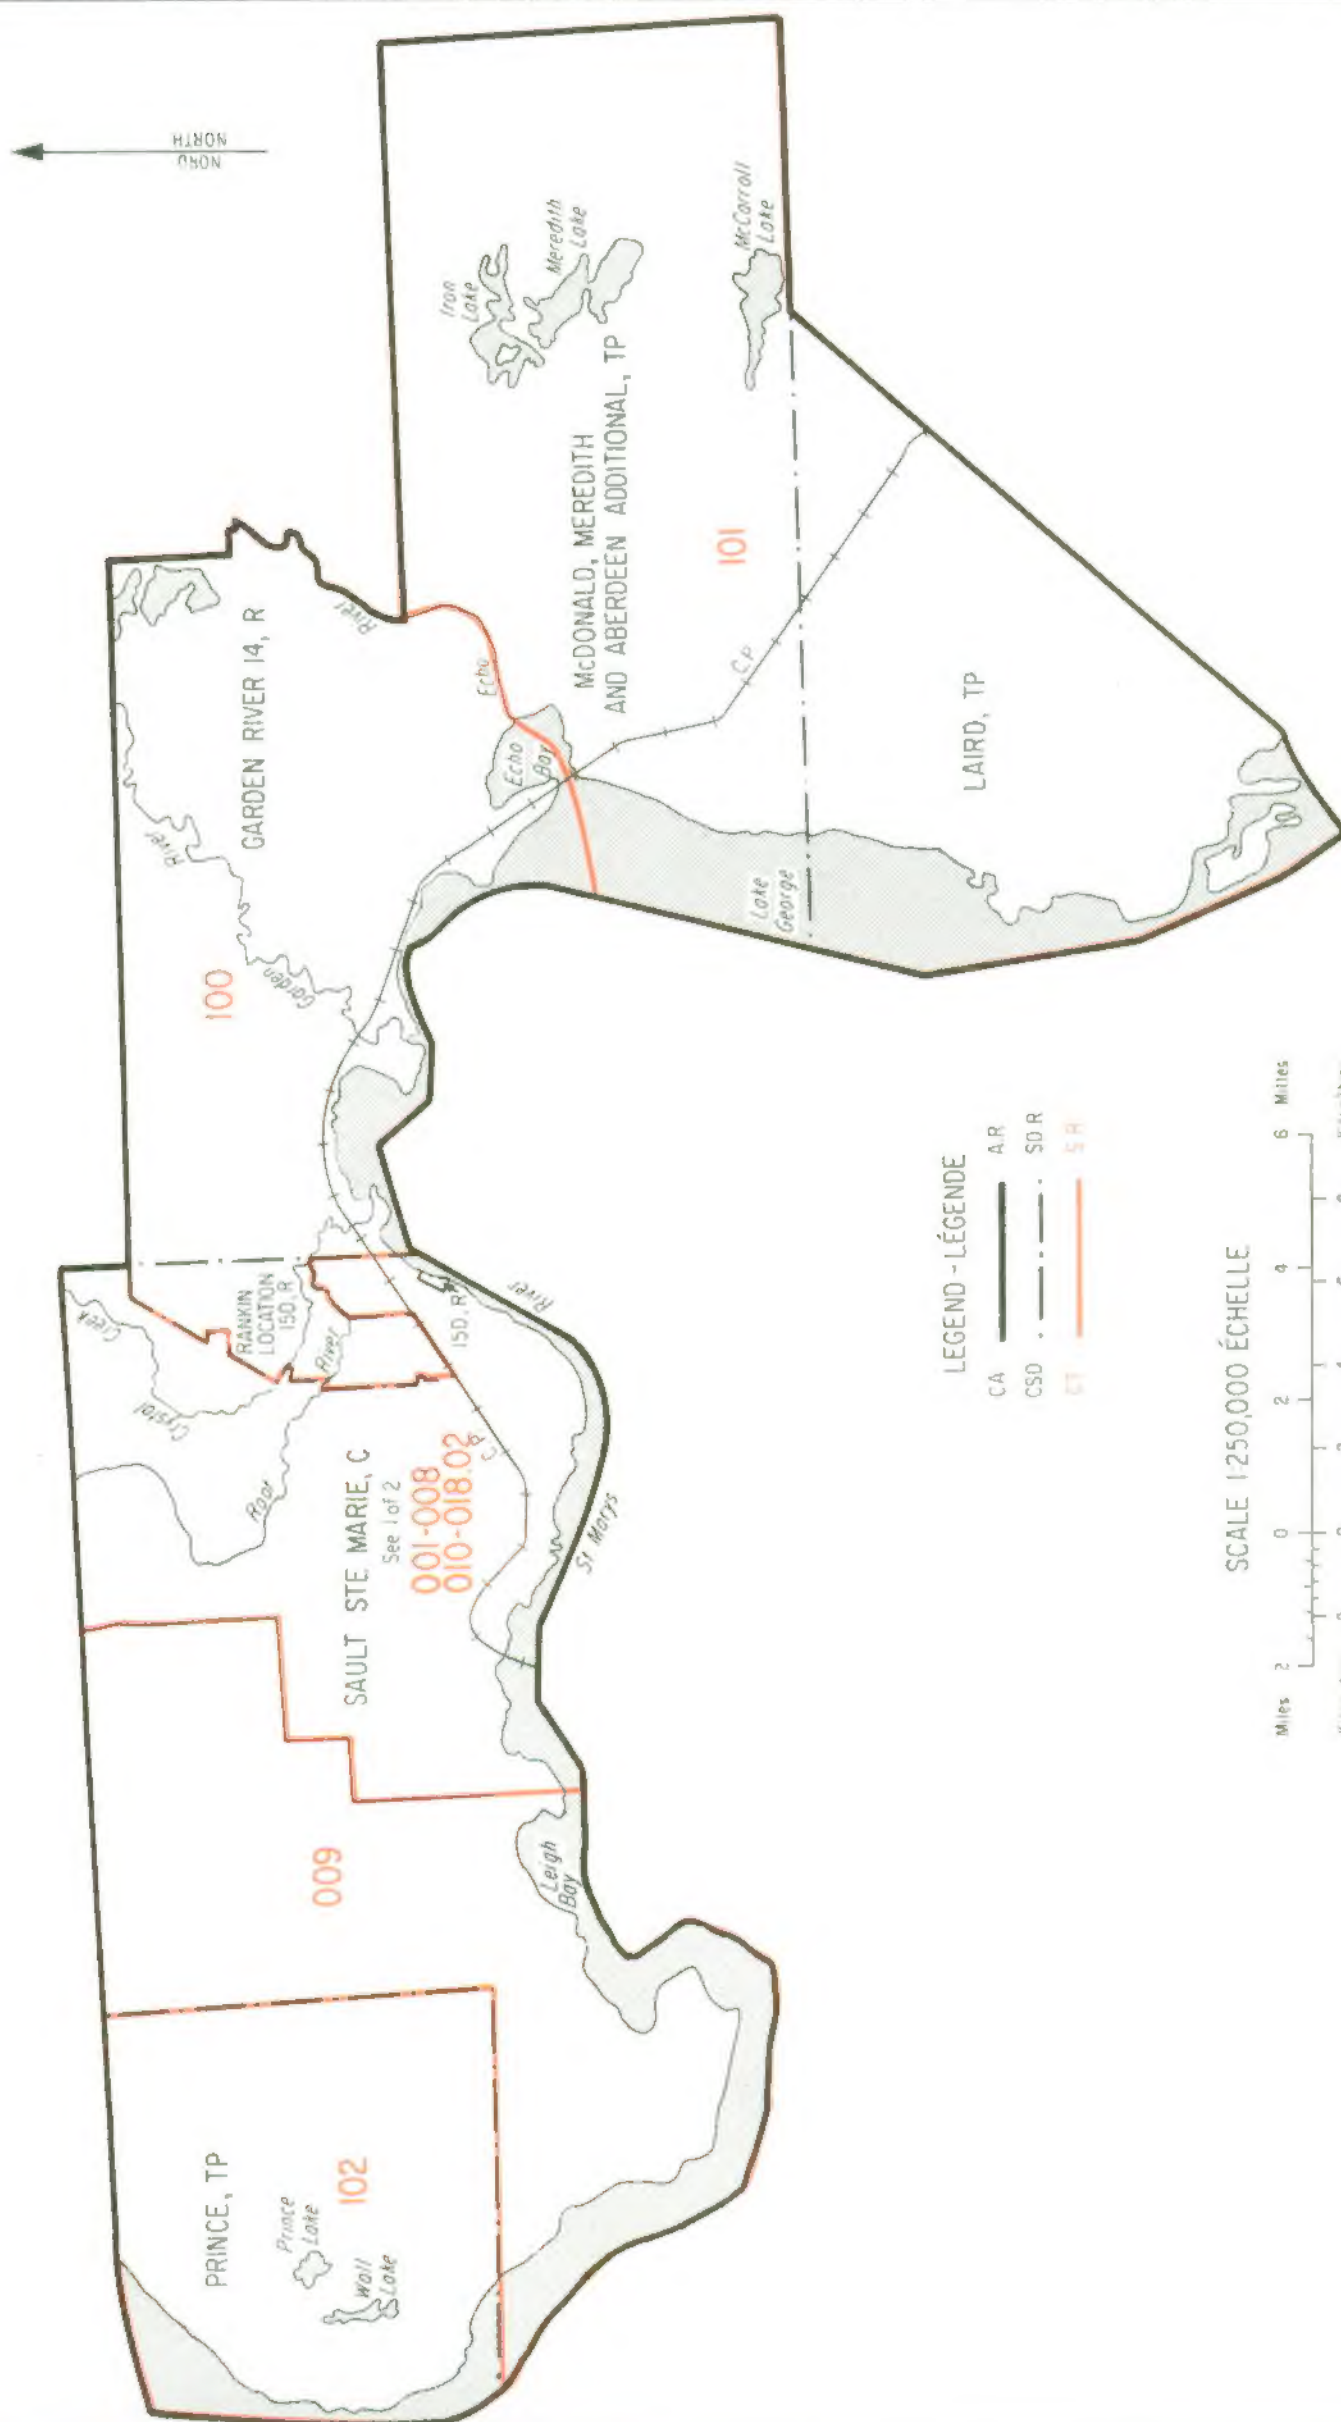 NORD
NORTH
PRINCE, TP
Prince
Lake
Wall
Lake
102
009
Leigh
Bay
SAULT STE MARIE, C
See 1 of 2
001-008
010-018.02
C.P.
Root
River
Crystal
Creek
RANKIN
LOCATION
15D, R
15D, R
St Marys
River
100
Garden
River
GARDEN RIVER 14, R
Echo
River
Echo
Bay
Lake
George
McDONALD, MEREDITH
AND ABERDEEN ADDITIONAL, TP
101
Iron
Lake
Meredith
Lake
McCarroll
Lake
C.P.
LAIRD, TP
LEGEND - LÉGENDE
CA A.R
CSD SD.R
CT S.R
SCALE 1:250,000 ÉCHELLE
Miles 2 0 2 4 6 Milles